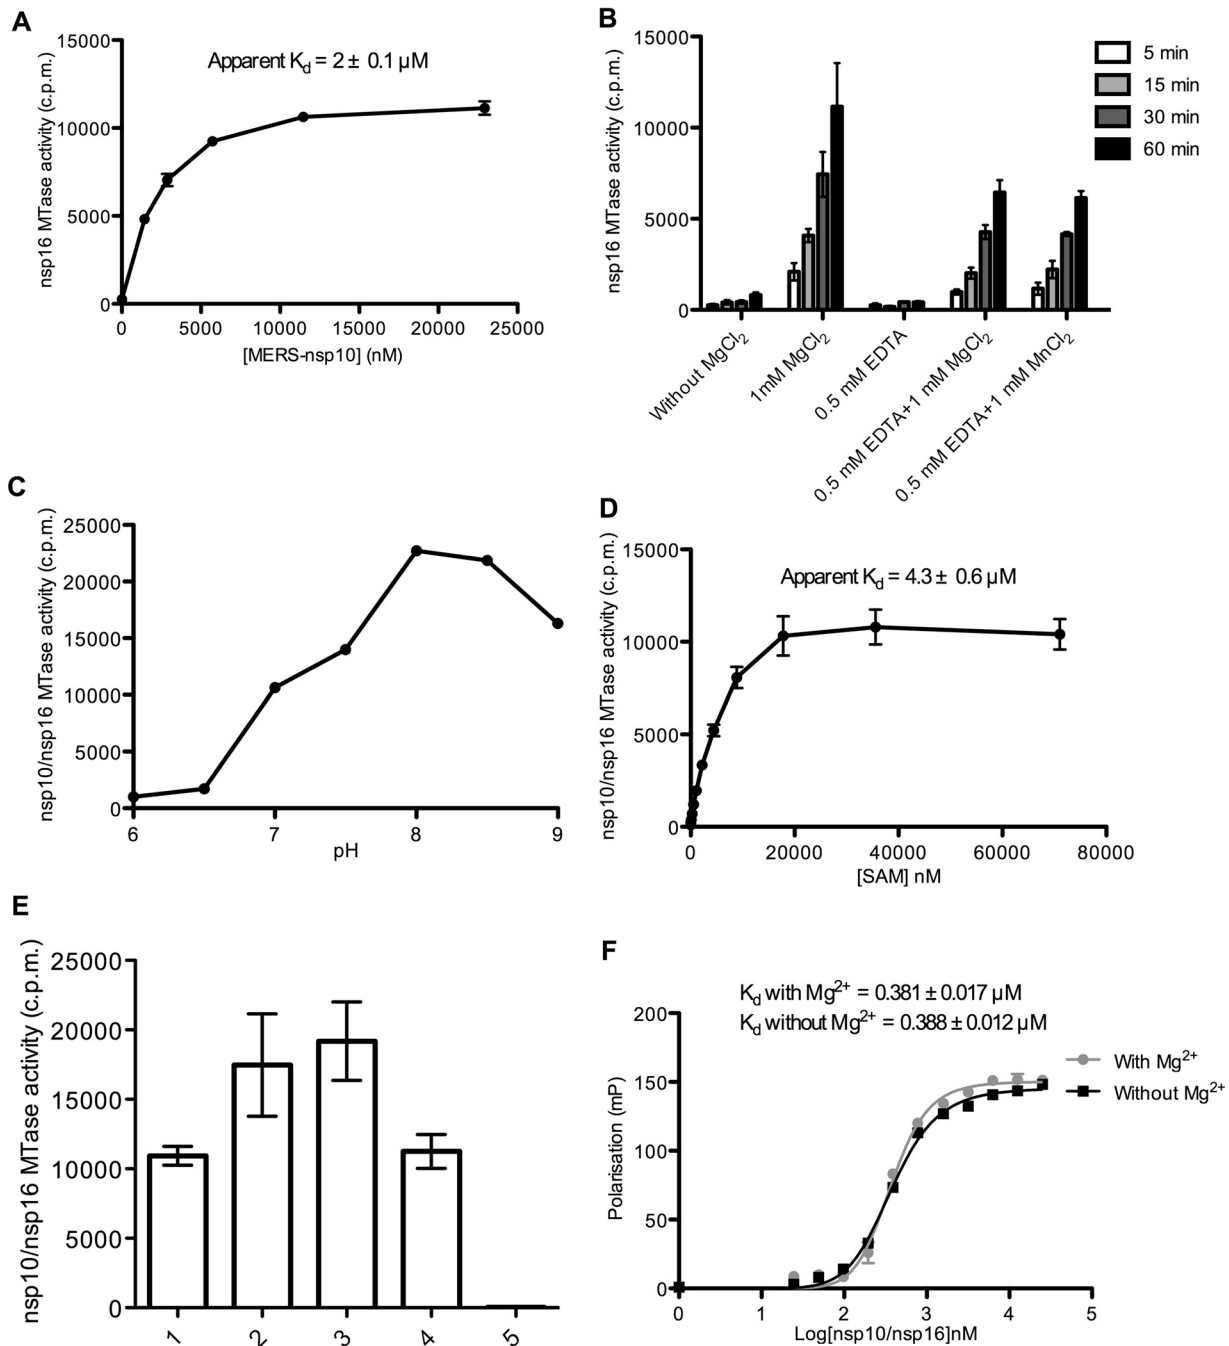 A
15000
10000
5000
0
nsp16 MTase activity (c.p.m.)
Apparent Kd = 2 ± 0.1 µM
0 5000 10000 15000 20000 25000
[MERS-nsp10] (nM)
B
15000
10000
5000
0
nsp16 MTase activity (c.p.m.)
5 min
15 min
30 min
60 min
Without MgCl2
1mM MgCl2
0.5 mM EDTA
0.5 mM EDTA+1 mM MgCl2
0.5 mM EDTA+1 mM MnCl2
C
25000
20000
15000
10000
5000
0
nsp10/nsp16 MTase activity (c.p.m.)
6 7 8 9
pH
D
15000
10000
5000
0
nsp10/nsp16 MTase activity (c.p.m.)
Apparent Kd = 4.3 ± 0.6 µM
0 20000 40000 60000 80000
[SAM] nM
E
25000
20000
15000
10000
5000
0
nsp10/nsp16 MTase activity (c.p.m.)
1 2 3 4 5
F
Kd with Mg2+ = 0.381 ± 0.017 µM
Kd without Mg2+ = 0.388 ± 0.012 µM
200
150
100
50
0
Polarisation (mP)
With Mg2+
Without Mg2+
0 1 2 3 4 5
Log[nsp10/nsp16]nM